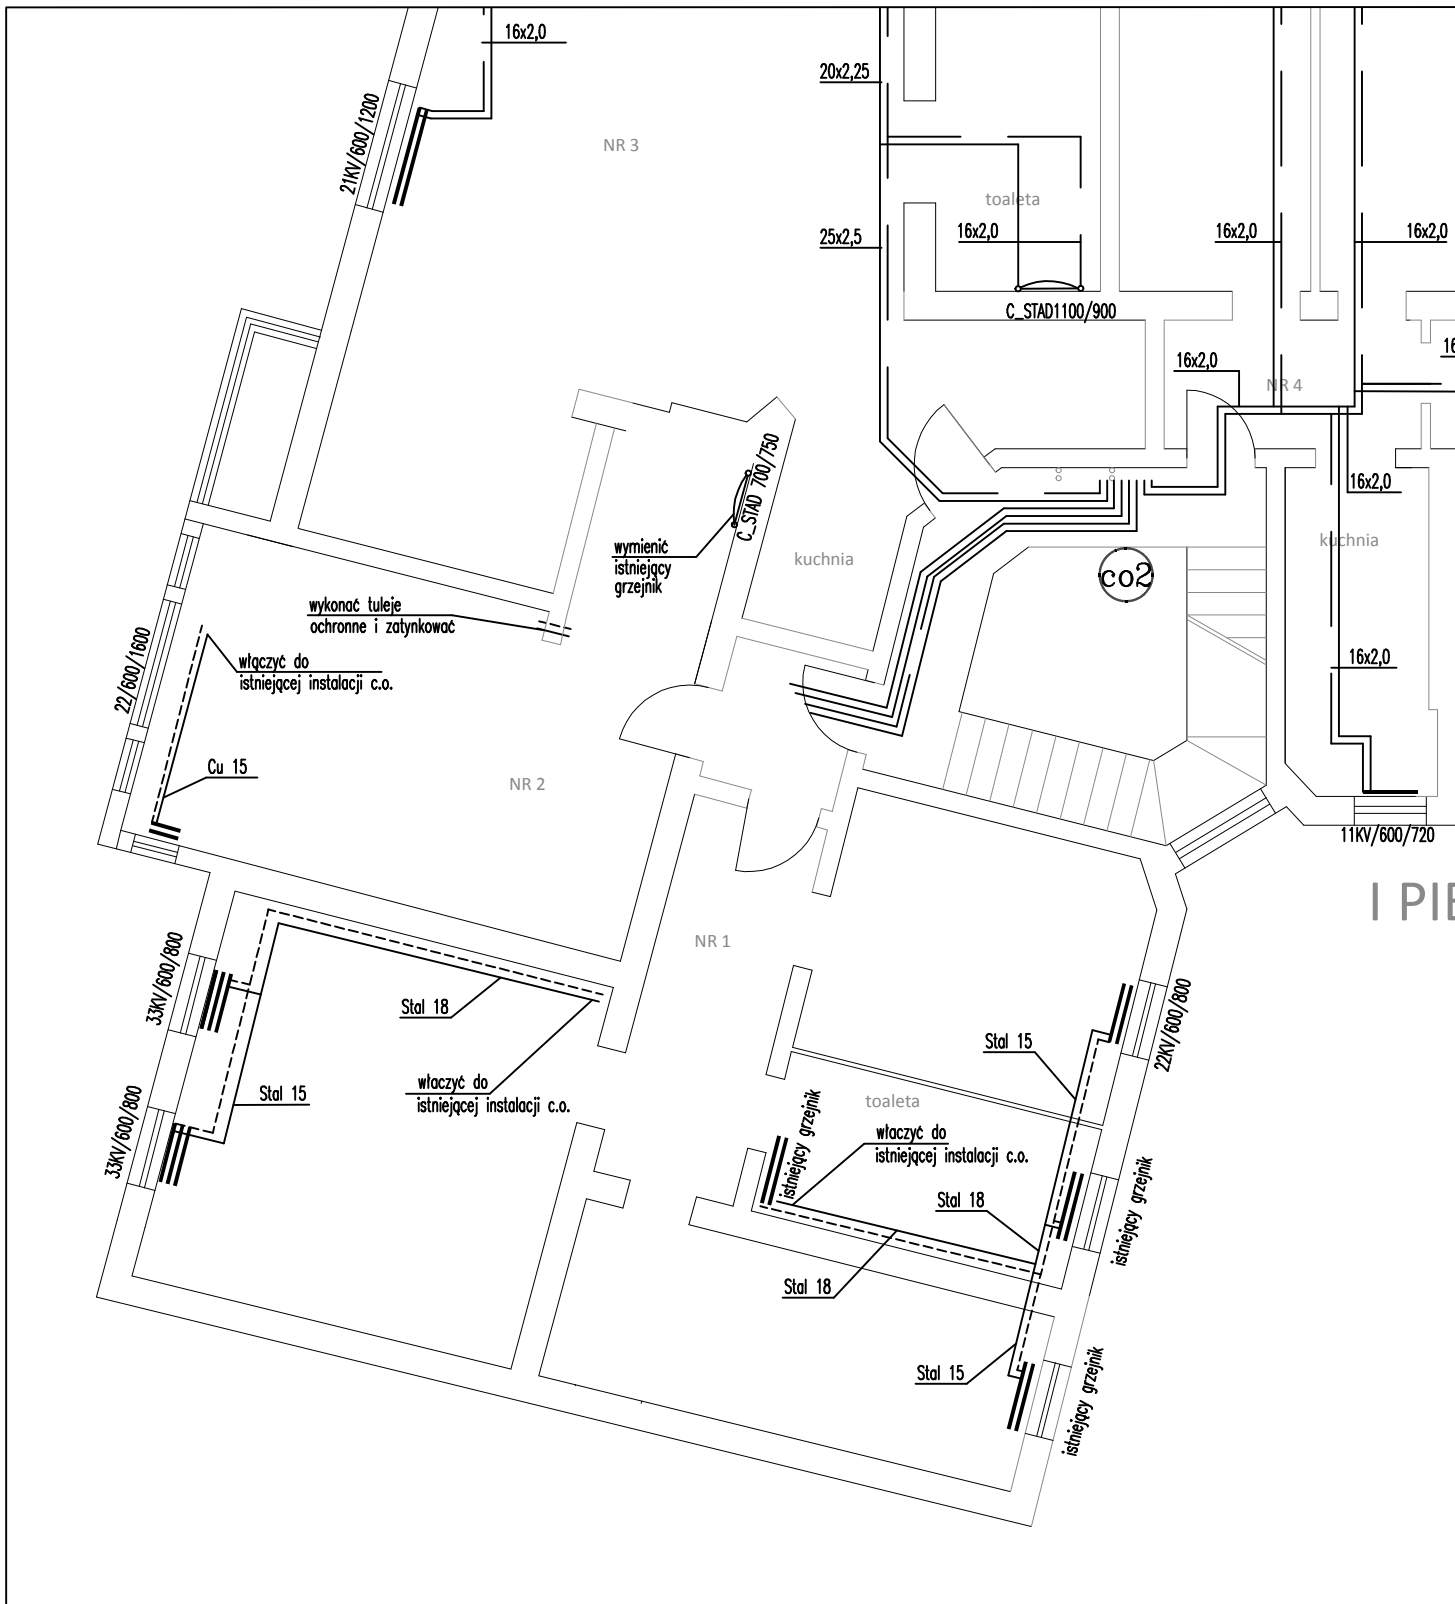 16x2,0
20x2,25
21KV/600/1200
NR 3
toaleta
25x2,5
16x2,0
16x2,0
16x2,0
C_STAD1100/900
16
16x2,0
NR 4
C_STAD 700/750
16x2,0
wymienić
istniejący
grzejnik
kuchnia
kuchnia
co2
wykonać tuleje
ochronne i zatynkować
22/600/1600
włączyć do
istniejącej instalacji c.o.
16x2,0
Cu 15
NR 2
11KV/600/720
I PIE
NR 1
33KV/600/800
Stal 18
22KV/600/800
Stal 15
33KV/600/800
Stal 15
właczyć do
istniejącej instalacji c.o.
toaleta
istniejący grzejnik
właczyć do
istniejącej instalacji c.o.
istniejący grzejnik
Stal 18
Stal 18
Stal 15
istniejący grzejnik